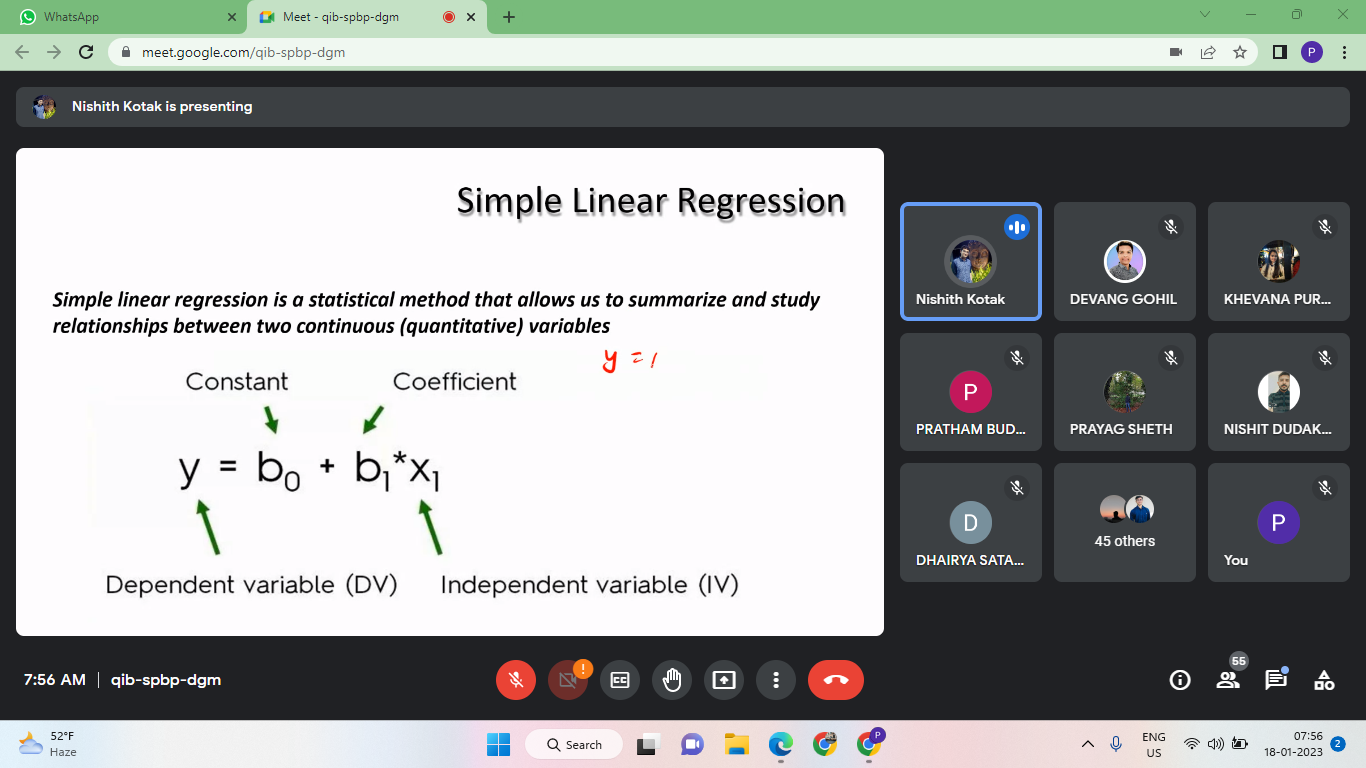 WhatsApp
Meet - qib-spbp-dgm
meet.google.com/qib-spbp-dgm
P
Nishith Kotak is presenting
Simple Linear Regression
Simple linear regression is a statistical method that allows us to summarize and study
relationships between two continuous (quantitative) variables
y =
Constant
Coefficient
y = b₀ + b₁*x₁
Dependent variable (DV)
Independent variable (IV)
Nishith Kotak
DEVANG GOHIL
KHEVANA PUR...
P
PRATHAM BUD...
PRAYAG SHETH
NISHIT DUDAK...
D
DHAIRYA SATA...
45 others
P
You
7:56 AM | qib-spbp-dgm
!
55
52°F
Haze
Search
P
ENG
US
07:56
18-01-2023
2